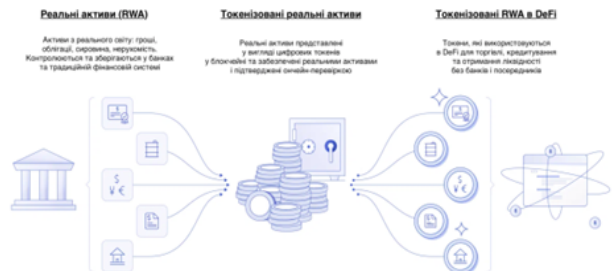 Реальні активи (RWA)
Активи з реального світу: гроші,
облігації, сировина, нерухомість.
Контролюються та зберігаються у банках
та традиційній фінансовій системі
Токенізовані реальні активи
Реальні активи представлені
у вигляді цифрових токенів
у блокчейні та забезпечені реальними активами
і підтверджені ончейн-перевіркою
Токенізовані RWA в DeFi
Токени, які використовуються
в DeFi для торгівлі, кредитування
та отримання ліквідності
без банків і посередників
$
¥ €
$
¥ €